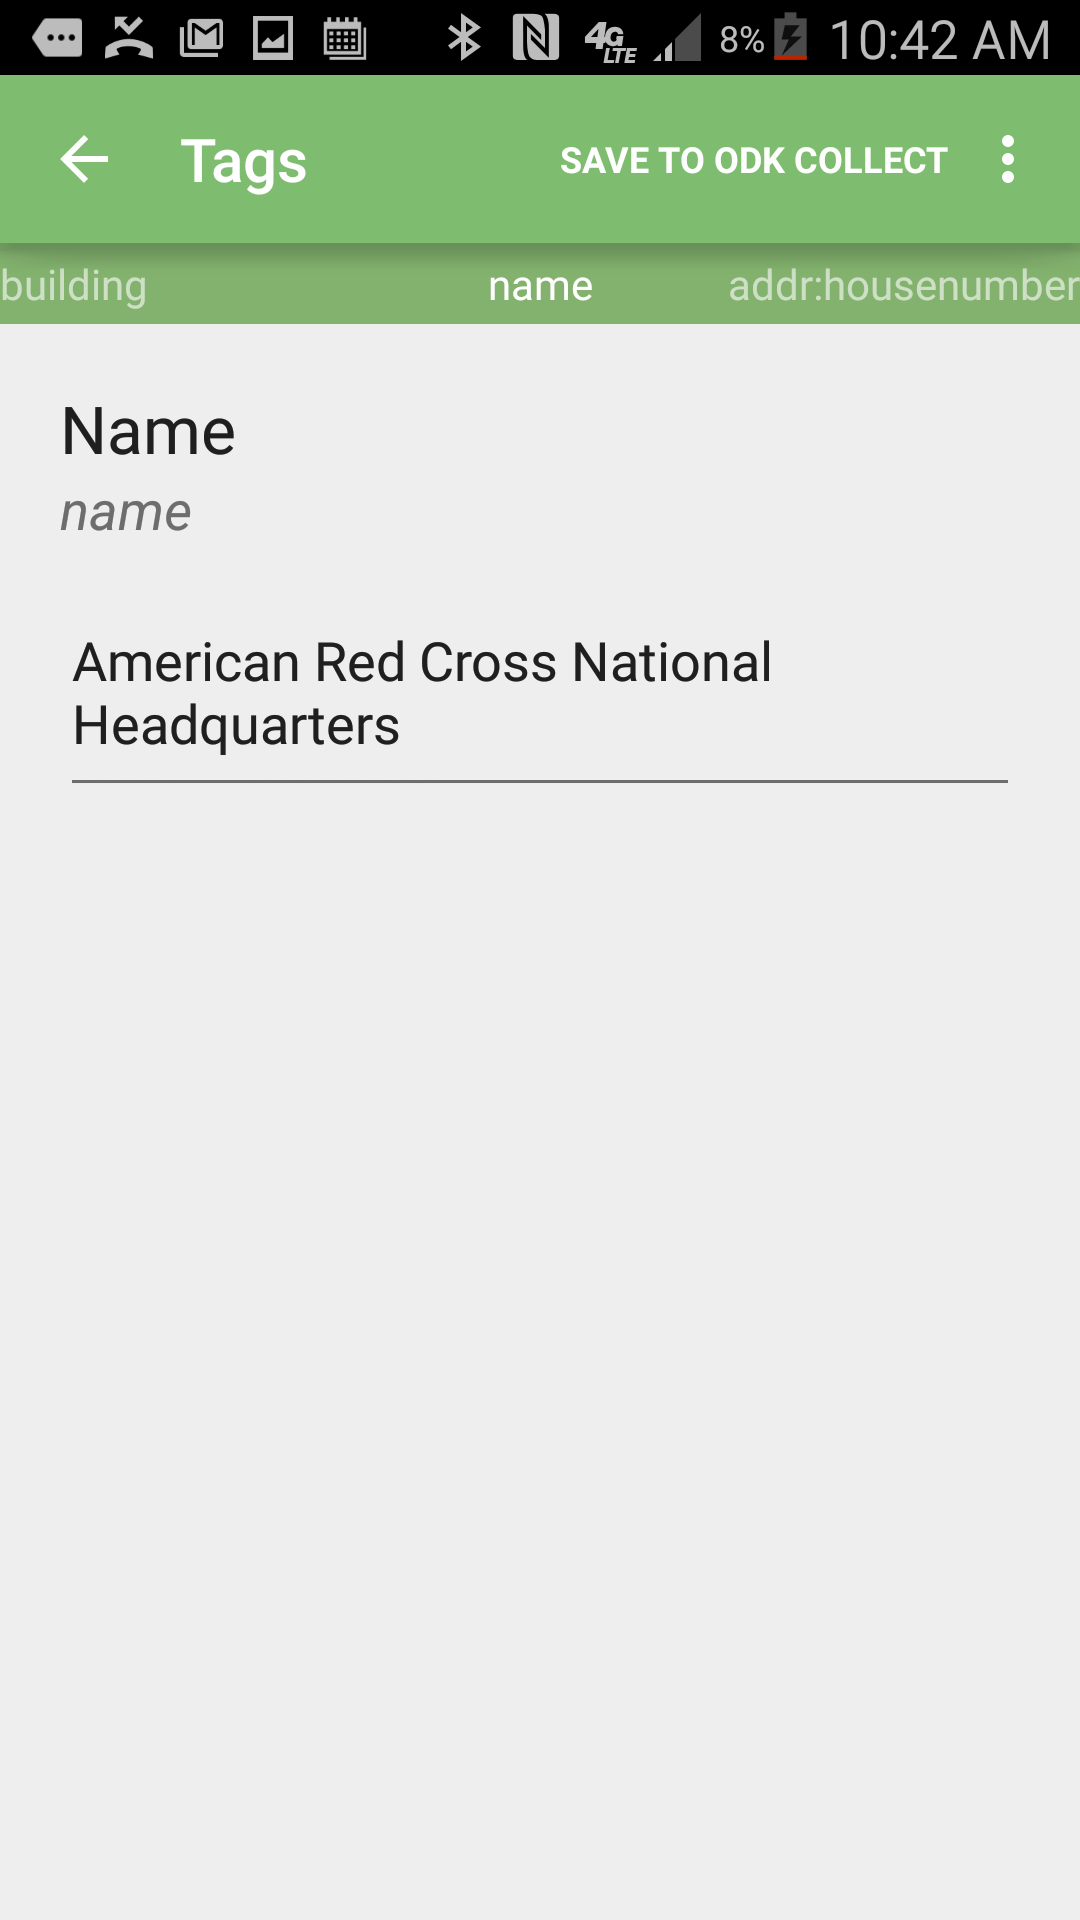 4G LTE 8% 10:42 AM
Tags SAVE TO ODK COLLECT
building name addr:housenumber
Name
name
American Red Cross National
Headquarters